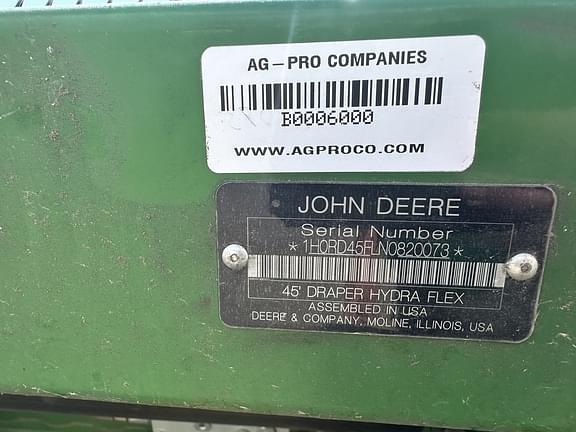 AG-PRO COMPANIES
B0006000
WWW.AGPROCO.COM
JOHN DEERE
Serial Number
*1H0RD45FLN0820073*
45' DRAPER HYDRA FLEX
ASSEMBLED IN USA
DEERE & COMPANY, MOLINE, ILLINOIS, USA